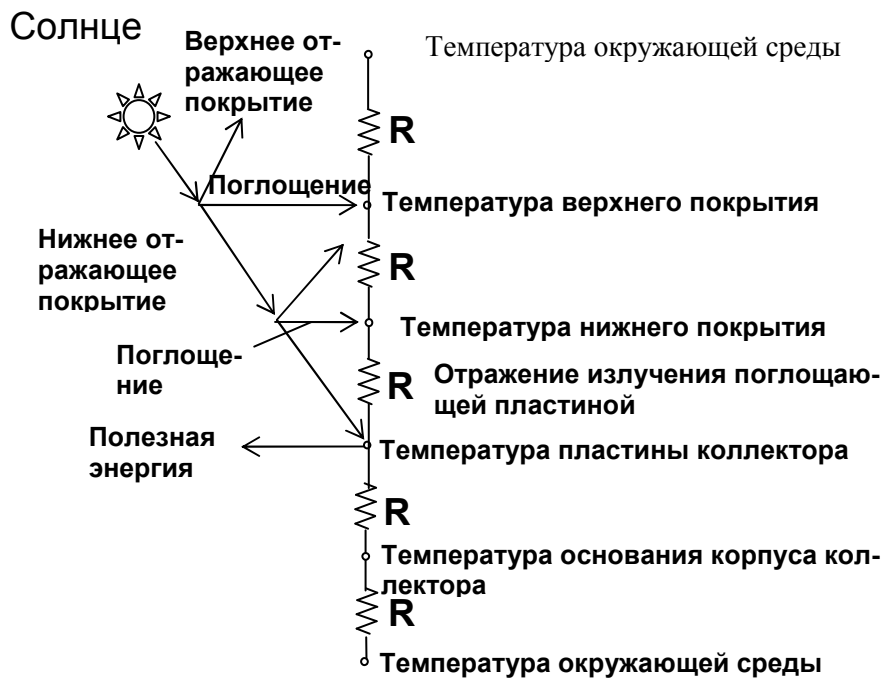 Солнце
Верхнее от-
ражающее
покрытие
Температура окружающей среды
R
Поглощение
Температура верхнего покрытия
Нижнее от-
ражающее
покрытие
R
Температура нижнего покрытия
Поглоще-
ние
R
Отражение излучения поглощаю-
щей пластиной
Полезная
энергия
Температура пластины коллектора
R
Температура основания корпуса кол-
лектора
R
Температура окружающей среды